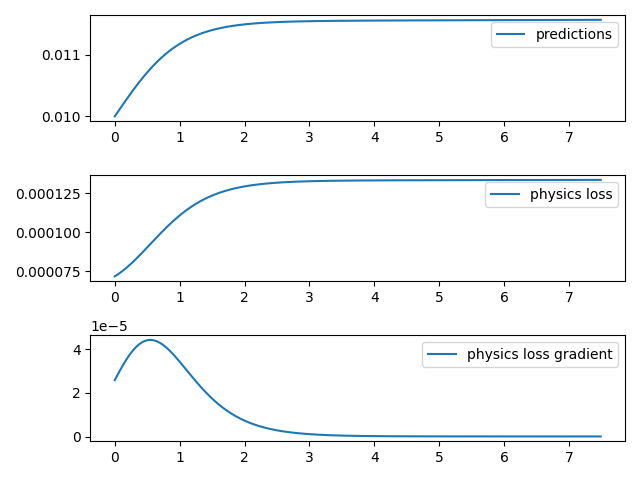 predictions
0.011
0.010
0 1 2 3 4 5 6 7
physics loss
0.000125
0.000100
0.000075
0 1 2 3 4 5 6 7
1e−5
physics loss gradient
4
2
0
0 1 2 3 4 5 6 7